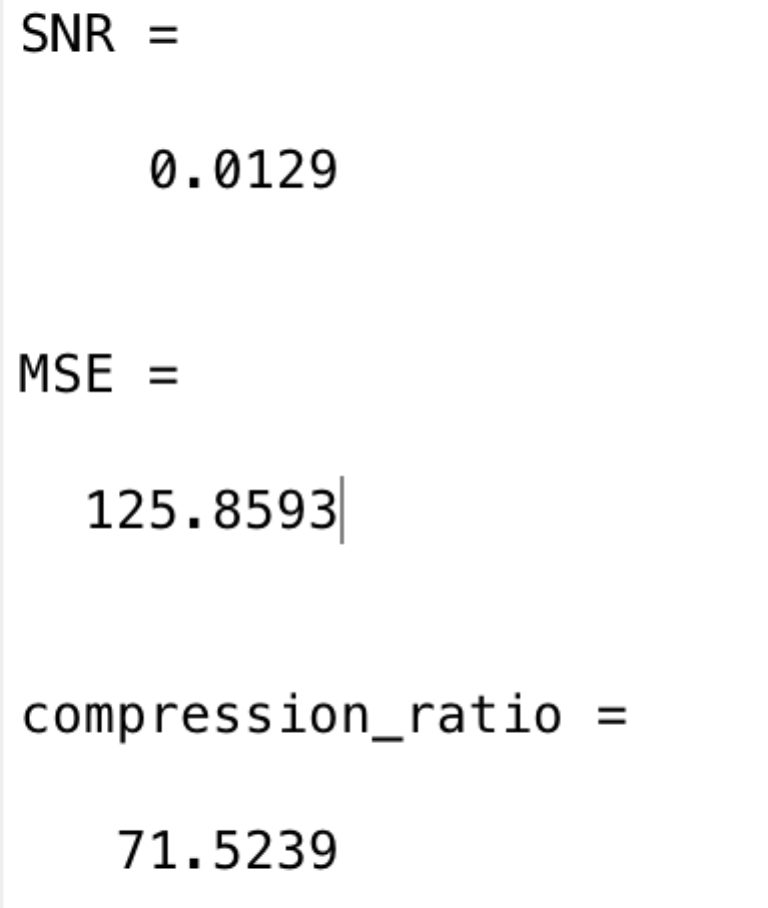 SNR =
0.0129
MSE =
125.8593
compression_ratio =
71.5239